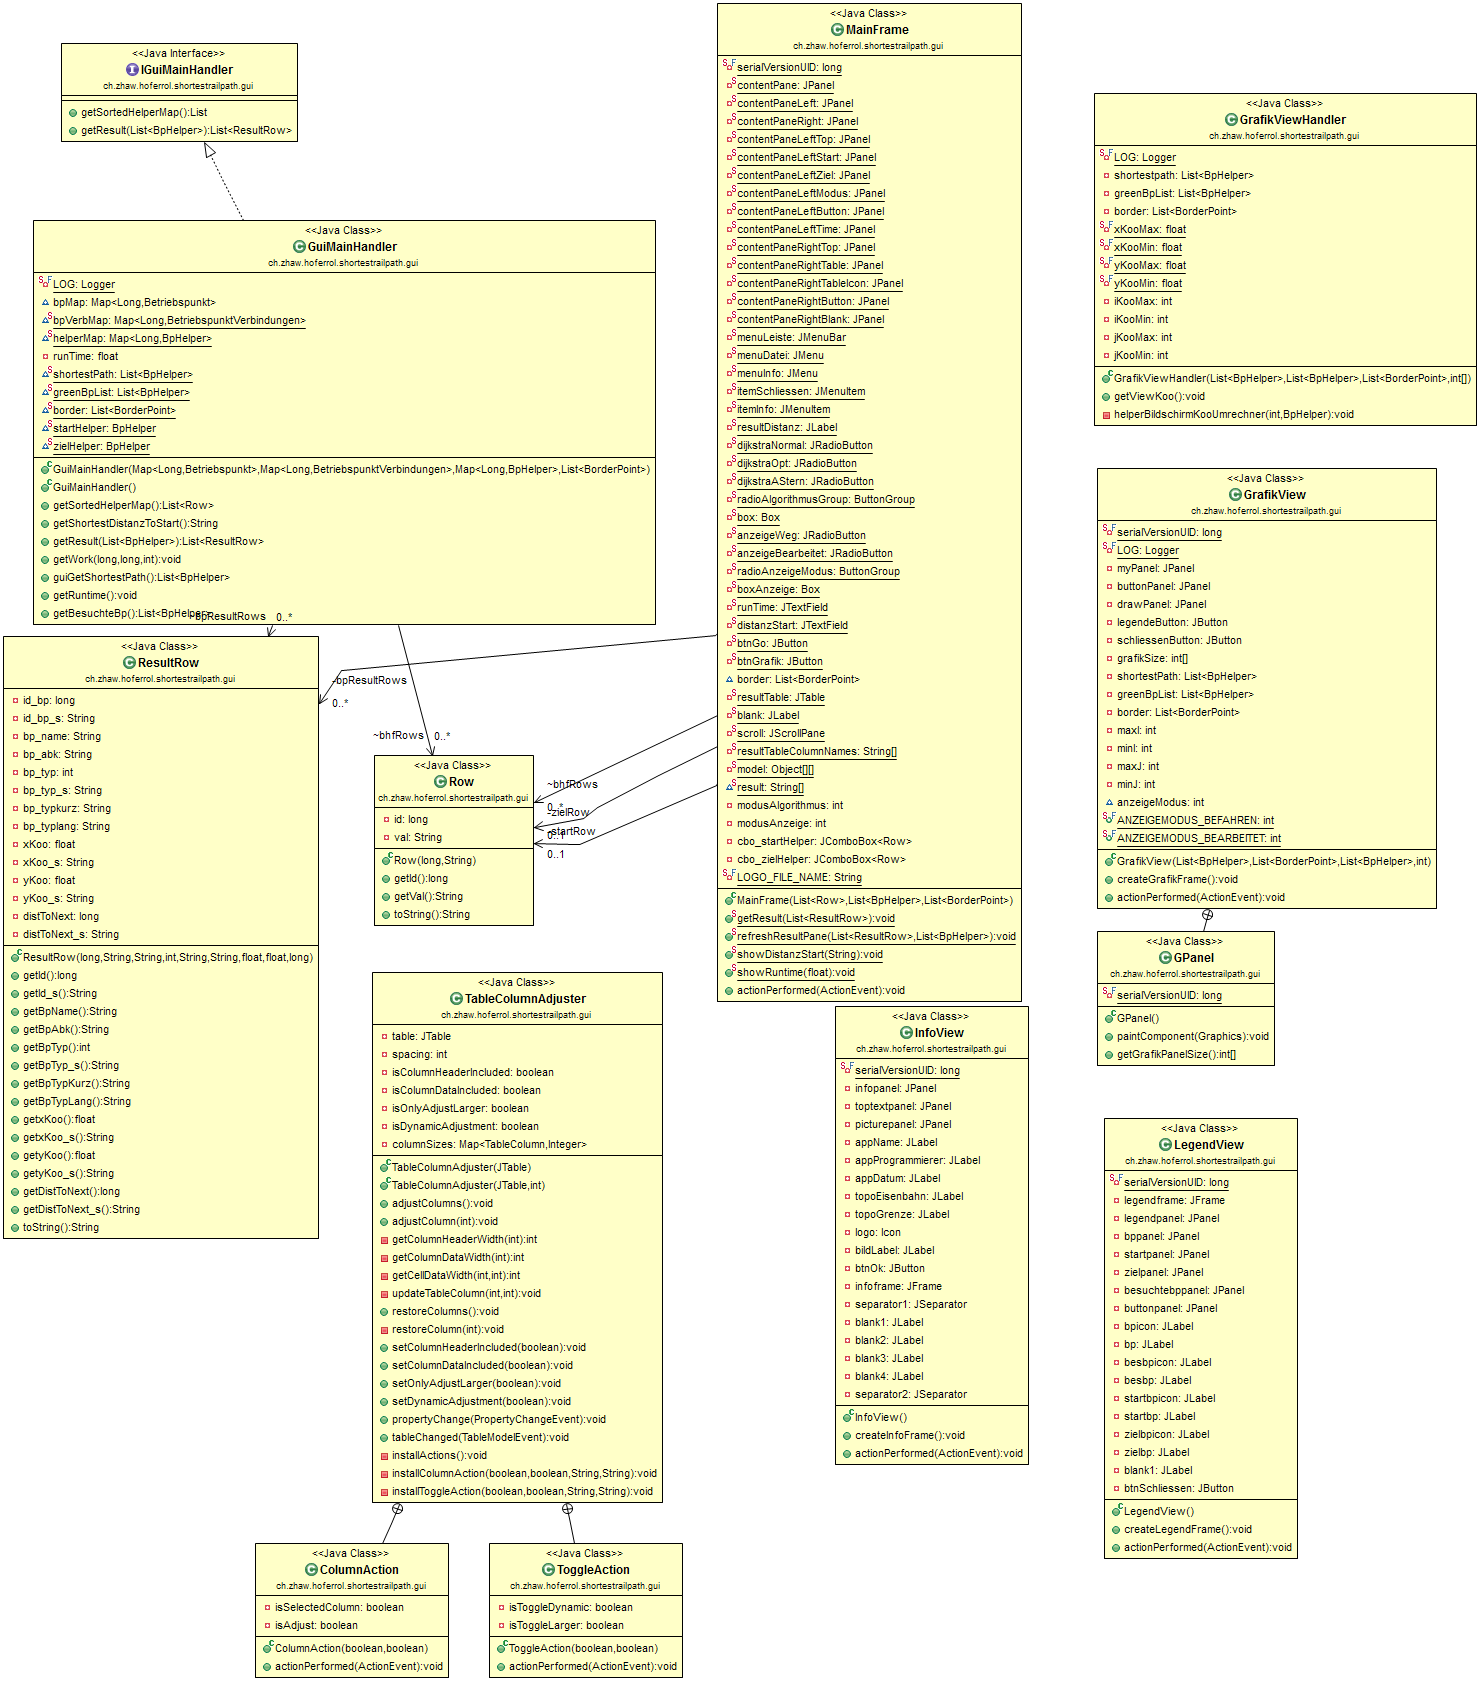 <<Java Interface>>
IGuiMainHandler
ch.zhaw.hoferrol.shortestrailpath.gui
getSortedHelperMap():List
getResult(List<BpHelper>):List<ResultRow>
<<Java Class>>
GuiMainHandler
ch.zhaw.hoferrol.shortestrailpath.gui
LOG: Logger
bpMap: Map<Long,Betriebspunkt>
bpVerbMap: Map<Long,BetriebspunktVerbindungen>
helperMap: Map<Long,BpHelper>
runTime: float
shortestPath: List<BpHelper>
greenBpList: List<BpHelper>
border: List<BorderPoint>
startHelper: BpHelper
zielHelper: BpHelper
GuiMainHandler(Map<Long,Betriebspunkt>,Map<Long,BetriebspunktVerbindungen>,Map<Long,BpHelper>,List<BorderPoint>)
GuiMainHandler()
getSortedHelperMap():List<Row>
getShortestDistanzToStart():String
getResult(List<BpHelper>):List<ResultRow>
getWork(long,long,int):void
guiGetShortestPath():List<BpHelper>
getRuntime():void
getBesuchteBp():List<BpHelper>
~bpResultRows 0..*
<<Java Class>>
ResultRow
ch.zhaw.hoferrol.shortestrailpath.gui
id_bp: long
id_bp_s: String
bp_name: String
bp_abk: String
bp_typ: int
bp_typ_s: String
bp_typkurz: String
bp_typlang: String
xKoo: float
xKoo_s: String
yKoo: float
yKoo_s: String
distToNext: long
distToNext_s: String
ResultRow(long,String,String,int,String,String,float,float,long)
getId():long
getId_s():String
getBpName():String
getBpAbk():String
getBpTyp():int
getBpTyp_s():String
getBpTypKurz():String
getBpTypLang():String
getxKoo():float
getxKoo_s():String
getyKoo():float
getyKoo_s():String
getDistToNext():long
getDistToNext_s():String
toString():String
-bpResultRows
0..*
~bhfRows 0..*
<<Java Class>>
Row
ch.zhaw.hoferrol.shortestrailpath.gui
id: long
val: String
Row(long,String)
getId():long
getVal():String
toString():String
~bhfRows
0..*
-zielRow
0..1
-startRow
0..1
<<Java Class>>
TableColumnAdjuster
ch.zhaw.hoferrol.shortestrailpath.gui
table: JTable
spacing: int
isColumnHeaderIncluded: boolean
isColumnDataIncluded: boolean
isOnlyAdjustLarger: boolean
isDynamicAdjustment: boolean
columnSizes: Map<TableColumn,Integer>
TableColumnAdjuster(JTable)
TableColumnAdjuster(JTable,int)
adjustColumns():void
adjustColumn(int):void
getColumnHeaderWidth(int):int
getColumnDataWidth(int):int
getCellDataWidth(int,int):int
updateTableColumn(int,int):void
restoreColumns():void
restoreColumn(int):void
setColumnHeaderIncluded(boolean):void
setColumnDataIncluded(boolean):void
setOnlyAdjustLarger(boolean):void
setDynamicAdjustment(boolean):void
propertyChange(PropertyChangeEvent):void
tableChanged(TableModelEvent):void
installActions():void
installColumnAction(boolean,boolean,String,String):void
installToggleAction(boolean,boolean,String,String):void
<<Java Class>>
ColumnAction
ch.zhaw.hoferrol.shortestrailpath.gui
isSelectedColumn: boolean
isAdjust: boolean
ColumnAction(boolean,boolean)
actionPerformed(ActionEvent):void
<<Java Class>>
ToggleAction
ch.zhaw.hoferrol.shortestrailpath.gui
isToggleDynamic: boolean
isToggleLarger: boolean
ToggleAction(boolean,boolean)
actionPerformed(ActionEvent):void
<<Java Class>>
MainFrame
ch.zhaw.hoferrol.shortestrailpath.gui
serialVersionUID: long
contentPane: JPanel
contentPaneLeft: JPanel
contentPaneRight: JPanel
contentPaneLeftTop: JPanel
contentPaneLeftStart: JPanel
contentPaneLeftZiel: JPanel
contentPaneLeftModus: JPanel
contentPaneLeftButton: JPanel
contentPaneLeftTime: JPanel
contentPaneRightTop: JPanel
contentPaneRightTable: JPanel
contentPaneRightTableIcon: JPanel
contentPaneRightButton: JPanel
contentPaneRightBlank: JPanel
menuLeiste: JMenuBar
menuDatei: JMenu
menuInfo: JMenu
itemSchliessen: JMenuItem
itemInfo: JMenuItem
resultDistanz: JLabel
dijkstraNormal: JRadioButton
dijkstraOpt: JRadioButton
dijkstraAStern: JRadioButton
radioAlgorithmusGroup: ButtonGroup
box: Box
anzeigeWeg: JRadioButton
anzeigeBearbeitet: JRadioButton
radioAnzeigeModus: ButtonGroup
boxAnzeige: Box
runTime: JTextField
distanzStart: JTextField
btnGo: JButton
btnGrafik: JButton
border: List<BorderPoint>
resultTable: JTable
blank: JLabel
scroll: JScrollPane
resultTableColumnNames: String[]
model: Object[][]
result: String[]
modusAlgorithmus: int
modusAnzeige: int
cbo_startHelper: JComboBox<Row>
cbo_zielHelper: JComboBox<Row>
LOGO_FILE_NAME: String
MainFrame(List<Row>,List<BpHelper>,List<BorderPoint>)
getResult(List<ResultRow>):void
refreshResultPane(List<ResultRow>,List<BpHelper>):void
showDistanzStart(String):void
showRuntime(float):void
actionPerformed(ActionEvent):void
<<Java Class>>
InfoView
ch.zhaw.hoferrol.shortestrailpath.gui
serialVersionUID: long
infopanel: JPanel
toptextpanel: JPanel
picturepanel: JPanel
appName: JLabel
appProgrammierer: JLabel
appDatum: JLabel
topoEisenbahn: JLabel
topoGrenze: JLabel
logo: Icon
bildLabel: JLabel
btnOk: JButton
infoframe: JFrame
separator1: JSeparator
blank1: JLabel
blank2: JLabel
blank3: JLabel
blank4: JLabel
separator2: JSeparator
InfoView()
createInfoFrame():void
actionPerformed(ActionEvent):void
<<Java Class>>
GrafikViewHandler
ch.zhaw.hoferrol.shortestrailpath.gui
LOG: Logger
shortestpath: List<BpHelper>
greenBpList: List<BpHelper>
border: List<BorderPoint>
xKooMax: float
xKooMin: float
yKooMax: float
yKooMin: float
iKooMax: int
iKooMin: int
jKooMax: int
jKooMin: int
GrafikViewHandler(List<BpHelper>,List<BpHelper>,List<BorderPoint>,int[])
getViewKoo():void
helperBildschirmKooUmrechner(int,BpHelper):void
<<Java Class>>
GrafikView
ch.zhaw.hoferrol.shortestrailpath.gui
serialVersionUID: long
LOG: Logger
myPanel: JPanel
buttonPanel: JPanel
drawPanel: JPanel
legendeButton: JButton
schliessenButton: JButton
grafikSize: int[]
shortestPath: List<BpHelper>
greenBpList: List<BpHelper>
border: List<BorderPoint>
maxI: int
minI: int
maxJ: int
minJ: int
anzeigeModus: int
ANZEIGEMODUS_BEFAHREN: int
ANZEIGEMODUS_BEARBEITET: int
GrafikView(List<BpHelper>,List<BorderPoint>,List<BpHelper>,int)
createGrafikFrame():void
actionPerformed(ActionEvent):void
<<Java Class>>
GPanel
ch.zhaw.hoferrol.shortestrailpath.gui
serialVersionUID: long
GPanel()
paintComponent(Graphics):void
getGrafikPanelSize():int[]
<<Java Class>>
LegendView
ch.zhaw.hoferrol.shortestrailpath.gui
serialVersionUID: long
legendframe: JFrame
legendpanel: JPanel
bppanel: JPanel
startpanel: JPanel
zielpanel: JPanel
besuchtebppanel: JPanel
buttonpanel: JPanel
bpicon: JLabel
bp: JLabel
besbpicon: JLabel
besbp: JLabel
startbpicon: JLabel
startbp: JLabel
zielbpicon: JLabel
zielbp: JLabel
blank1: JLabel
btnSchliessen: JButton
LegendView()
createLegendFrame():void
actionPerformed(ActionEvent):void